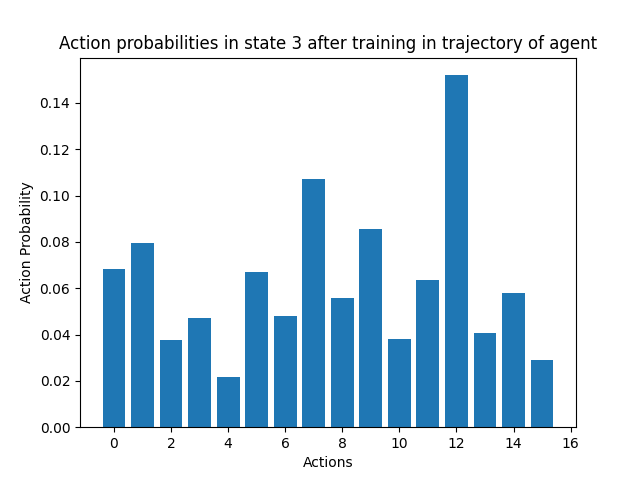 Action probabilities in state 3 after training in trajectory of agent
0.14
0.12
0.10
0.08
0.06
0.04
0.02
0.00
Action Probability
0 2 4 6 8 10 12 14 16
Actions